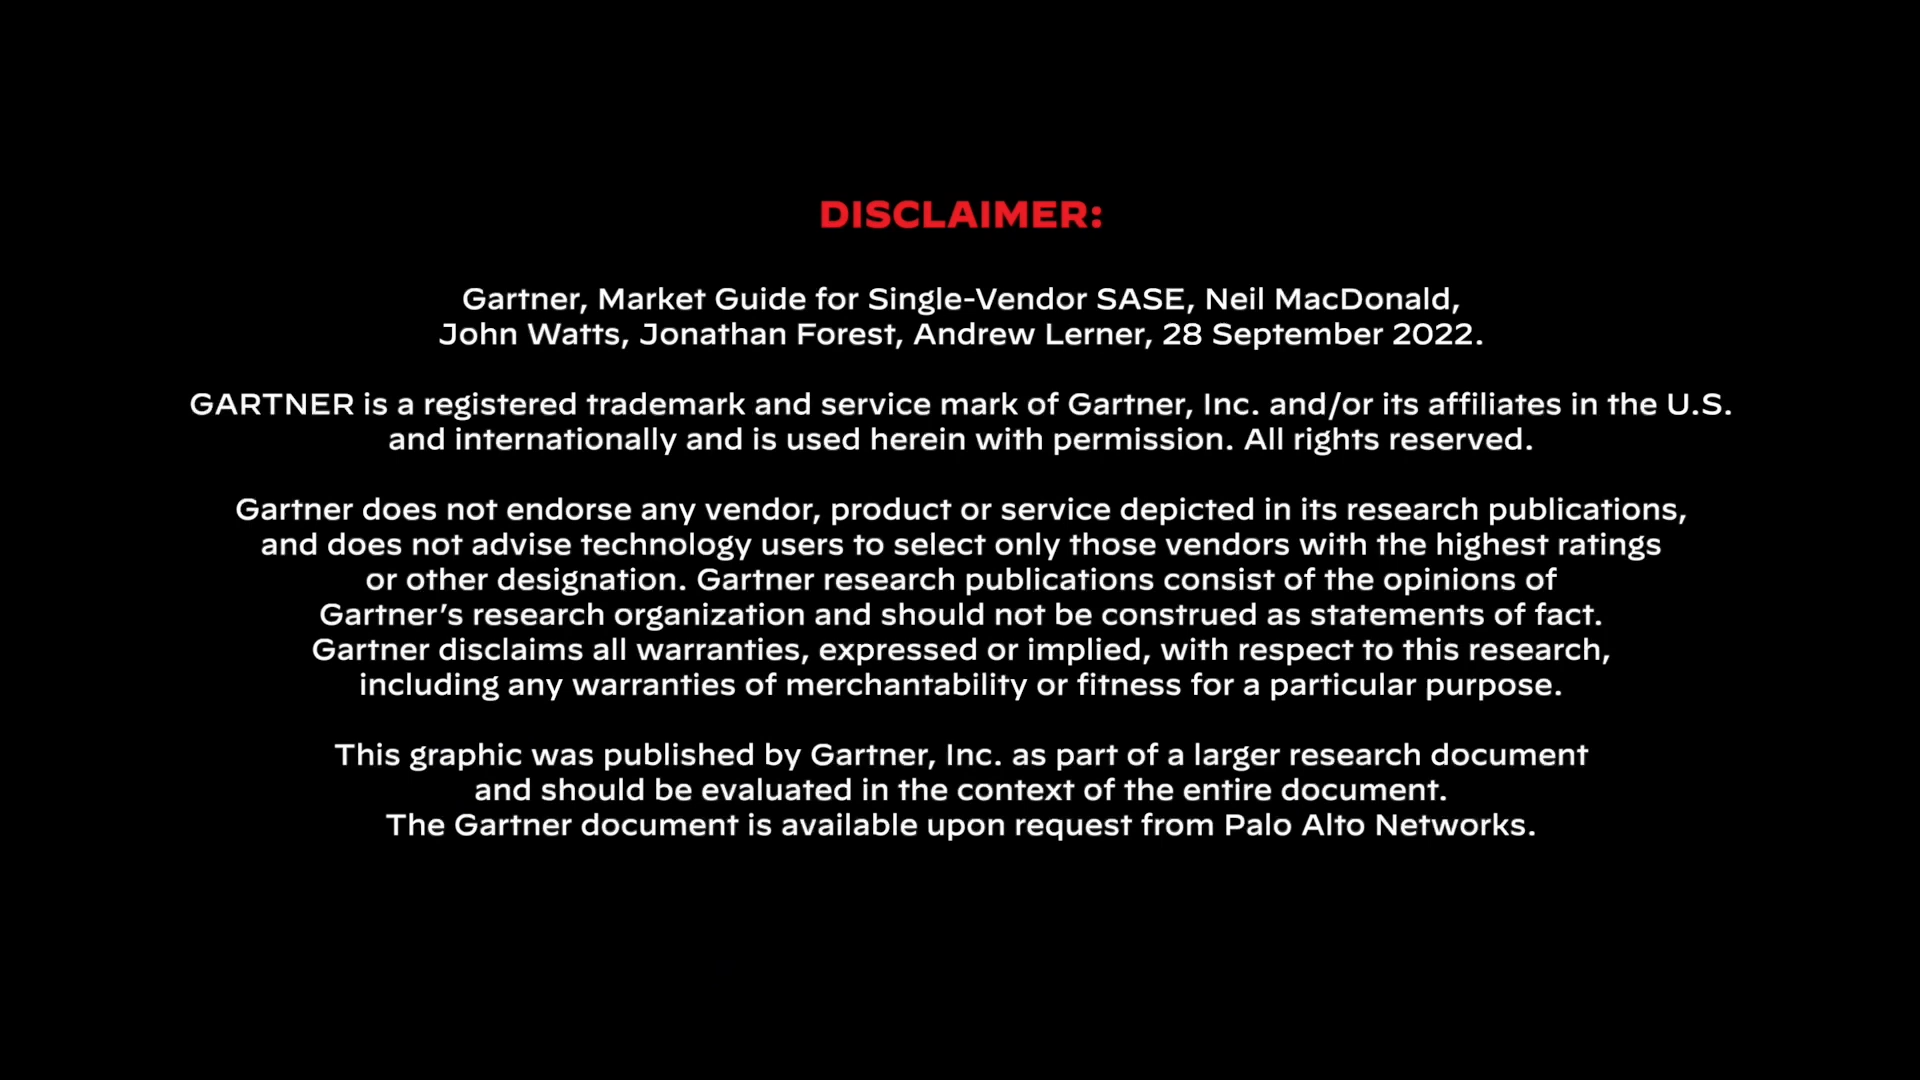 DISCLAIMER:
Gartner, Market Guide for Single-Vendor SASE, Neil MacDonald,
John Watts, Jonathan Forest, Andrew Lerner, 28 September 2022.
GARTNER is a registered trademark and service mark of Gartner, Inc. and/or its affiliates in the U.S.
and internationally and is used herein with permission. All rights reserved.
Gartner does not endorse any vendor, product or service depicted in its research publications,
and does not advise technology users to select only those vendors with the highest ratings
or other designation. Gartner research publications consist of the opinions of
Gartner’s research organization and should not be construed as statements of fact.
Gartner disclaims all warranties, expressed or implied, with respect to this research,
including any warranties of merchantability or fitness for a particular purpose.
This graphic was published by Gartner, Inc. as part of a larger research document
and should be evaluated in the context of the entire document.
The Gartner document is available upon request from Palo Alto Networks.